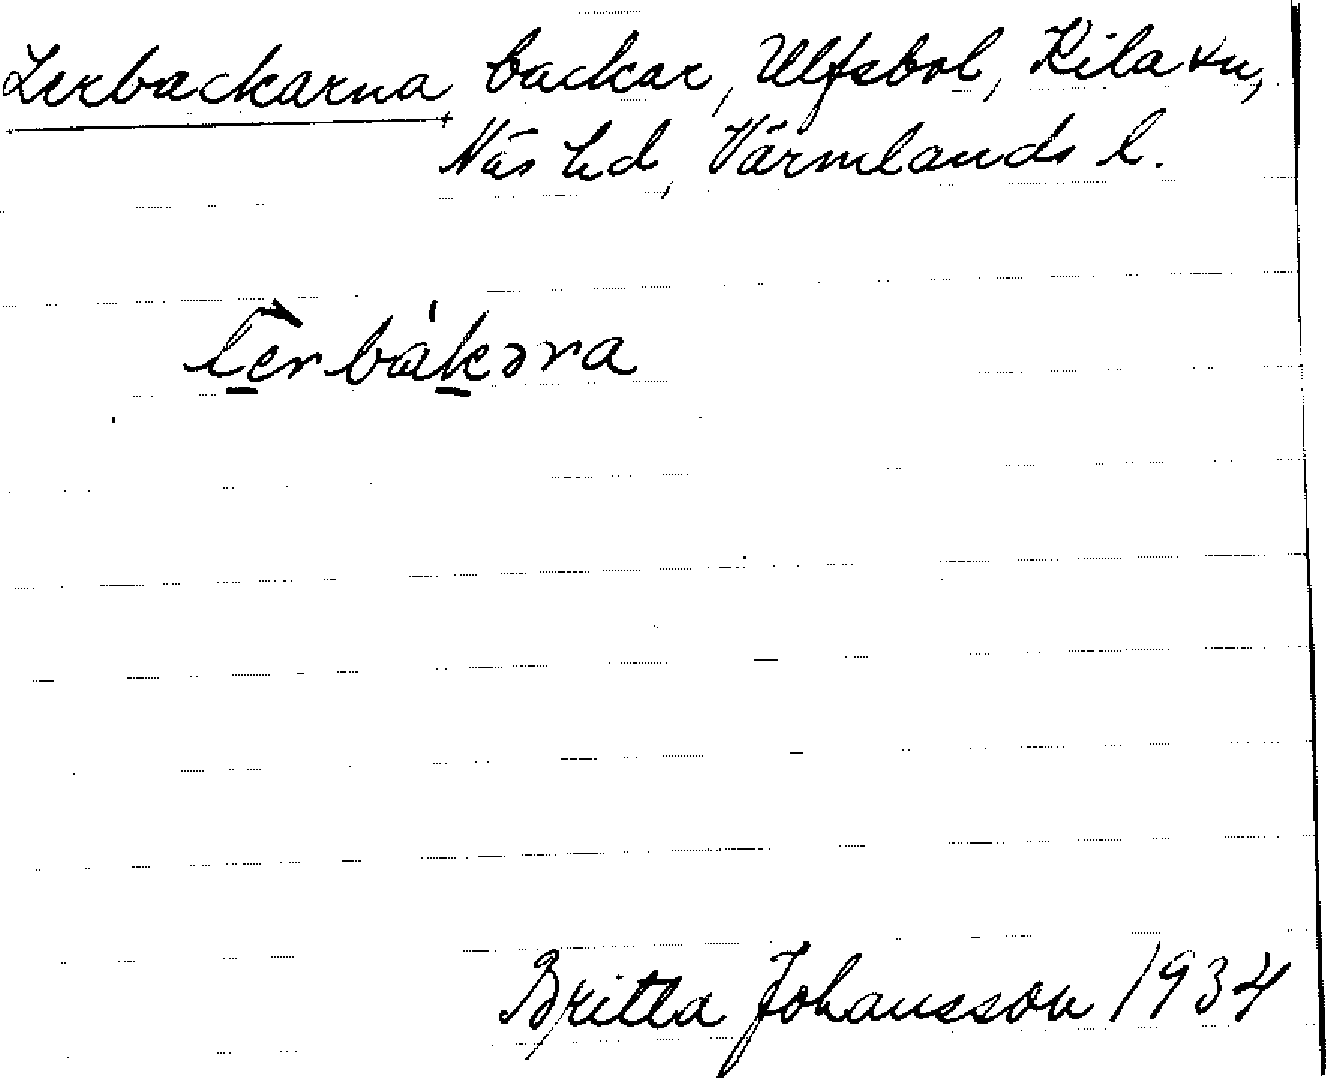 Lerbackarna backar, Ulfsbol, Kila sn,
Näs hd, Värmlands l.
lèrbákəra
Britta Johansson 1934